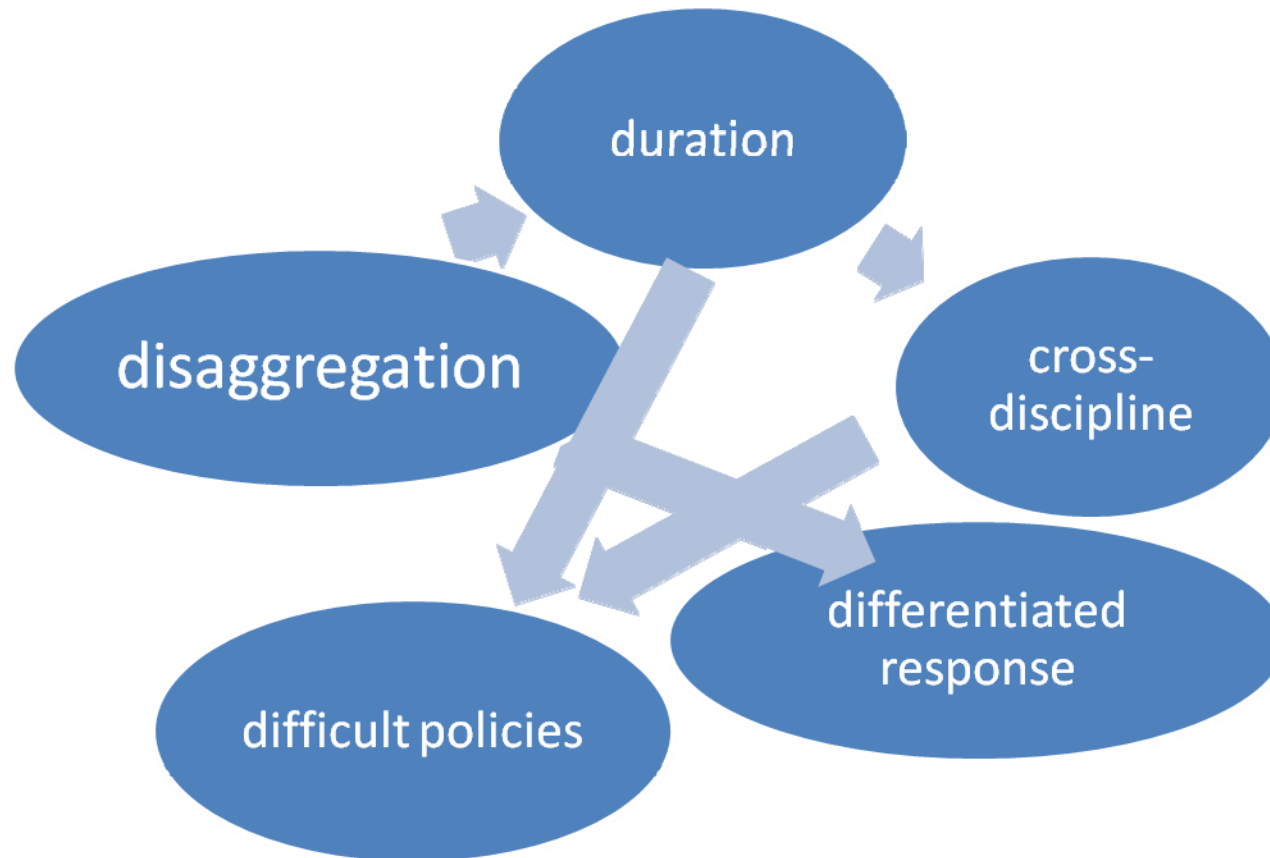 duration
disaggregation
cross-
discipline
differentiated
response
difficult policies